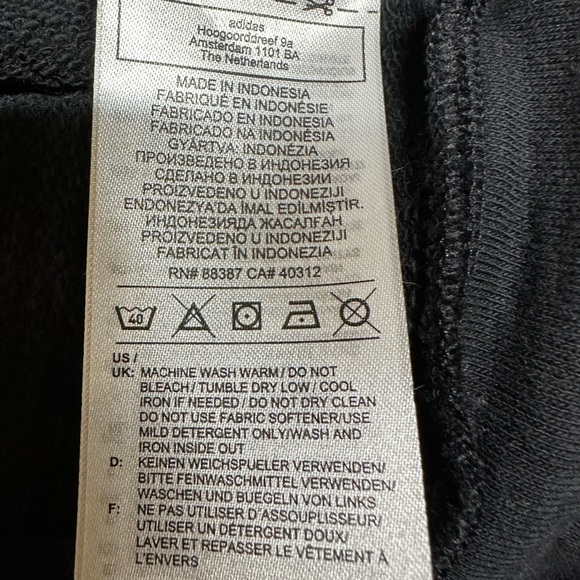 adidas
Hoogoorddreef 9a
Amsterdam 1101 BA
The Netherlands
MADE IN INDONESIA
FABRIQUÉ EN INDONÉSIE
FABRICADO EN INDONESIA
FABRICADO NA INDONÉSIA
GYÁRTVA: INDONÉZIA
ПРОИЗВЕДЕНО В ИНДОНЕЗИЯ
СДЕЛАНО В ИНДОНЕЗИИ
PROIZVEDENO U INDONEZIJI
ENDONEZYA'DA İMAL EDİLMİŞTİR.
ИНДОНЕЗИЯДА ЖАСАЛҒАН
PROIZVEDENO U INDONEZIJI
FABRICAT ÎN INDONEZIA
RN# 88387 CA# 40312
40
US /
UK: MACHINE WASH WARM / DO NOT
BLEACH / TUMBLE DRY LOW / COOL
IRON IF NEEDED / DO NOT DRY CLEAN
DO NOT USE FABRIC SOFTENER/USE
MILD DETERGENT ONLY/WASH AND
IRON INSIDE OUT
D: KEINEN WEICHSPUELER VERWENDEN/
BITTE FEINWASCHMITTEL VERWENDEN/
WASCHEN UND BUEGELN VON LINKS
F: NE PAS UTILISER D'ASSOUPLISSEUR/
UTILISER UN DETERGENT DOUX/
LAVER ET REPASSER LE VÊTEMENT À
L'ENVERS